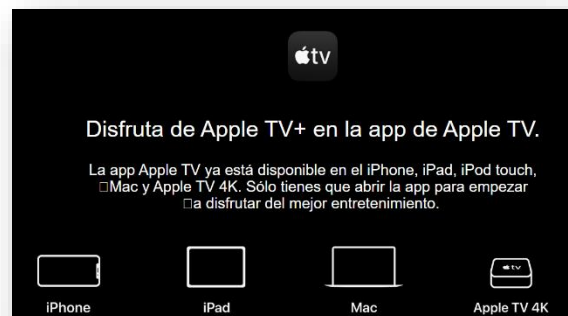 tv
Disfruta de Apple TV+ en la app de Apple TV.
La app Apple TV ya está disponible en el iPhone, iPad, iPod touch,
□Mac y Apple TV 4K. Sólo tienes que abrir la app para empezar
□a disfrutar del mejor entretenimiento.
tv
iPhone iPad Mac Apple TV 4K